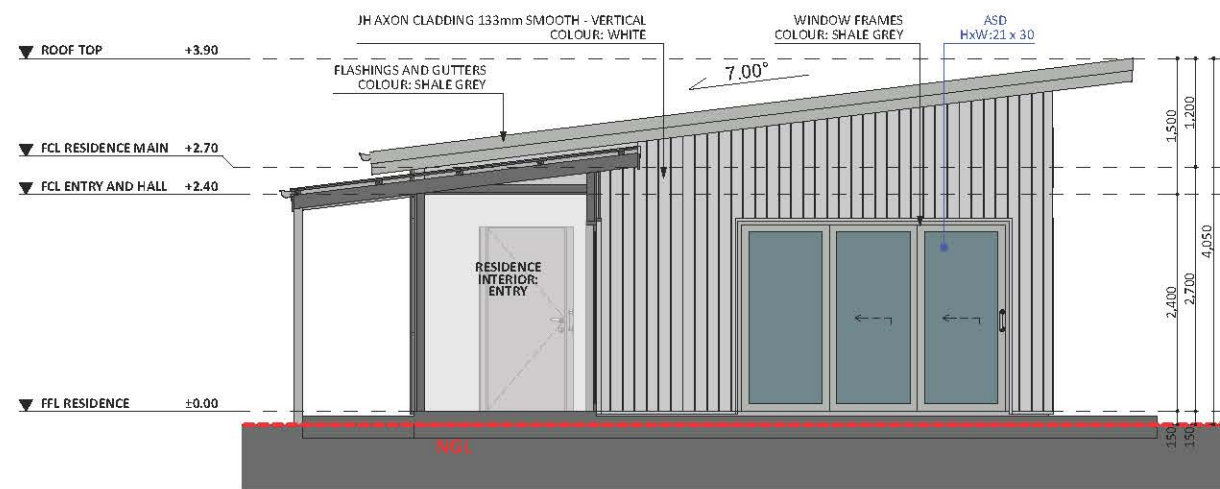 JH AXON CLADDING 133mm SMOOTH - VERTICAL
COLOUR: WHITE
WINDOW FRAMES
COLOUR: SHALE GREY
ASD
HxW:21 x 30
ROOF TOP +3.90
FLASHINGS AND GUTTERS
COLOUR: SHALE GREY
7.00°
1,500
1,200
FCL RESIDENCE MAIN +2.70
FCL ENTRY AND HALL +2.40
RESIDENCE
INTERIOR:
ENTRY
2,400
2,700
4,050
FFL RESIDENCE ±0.00
NGL
150
150